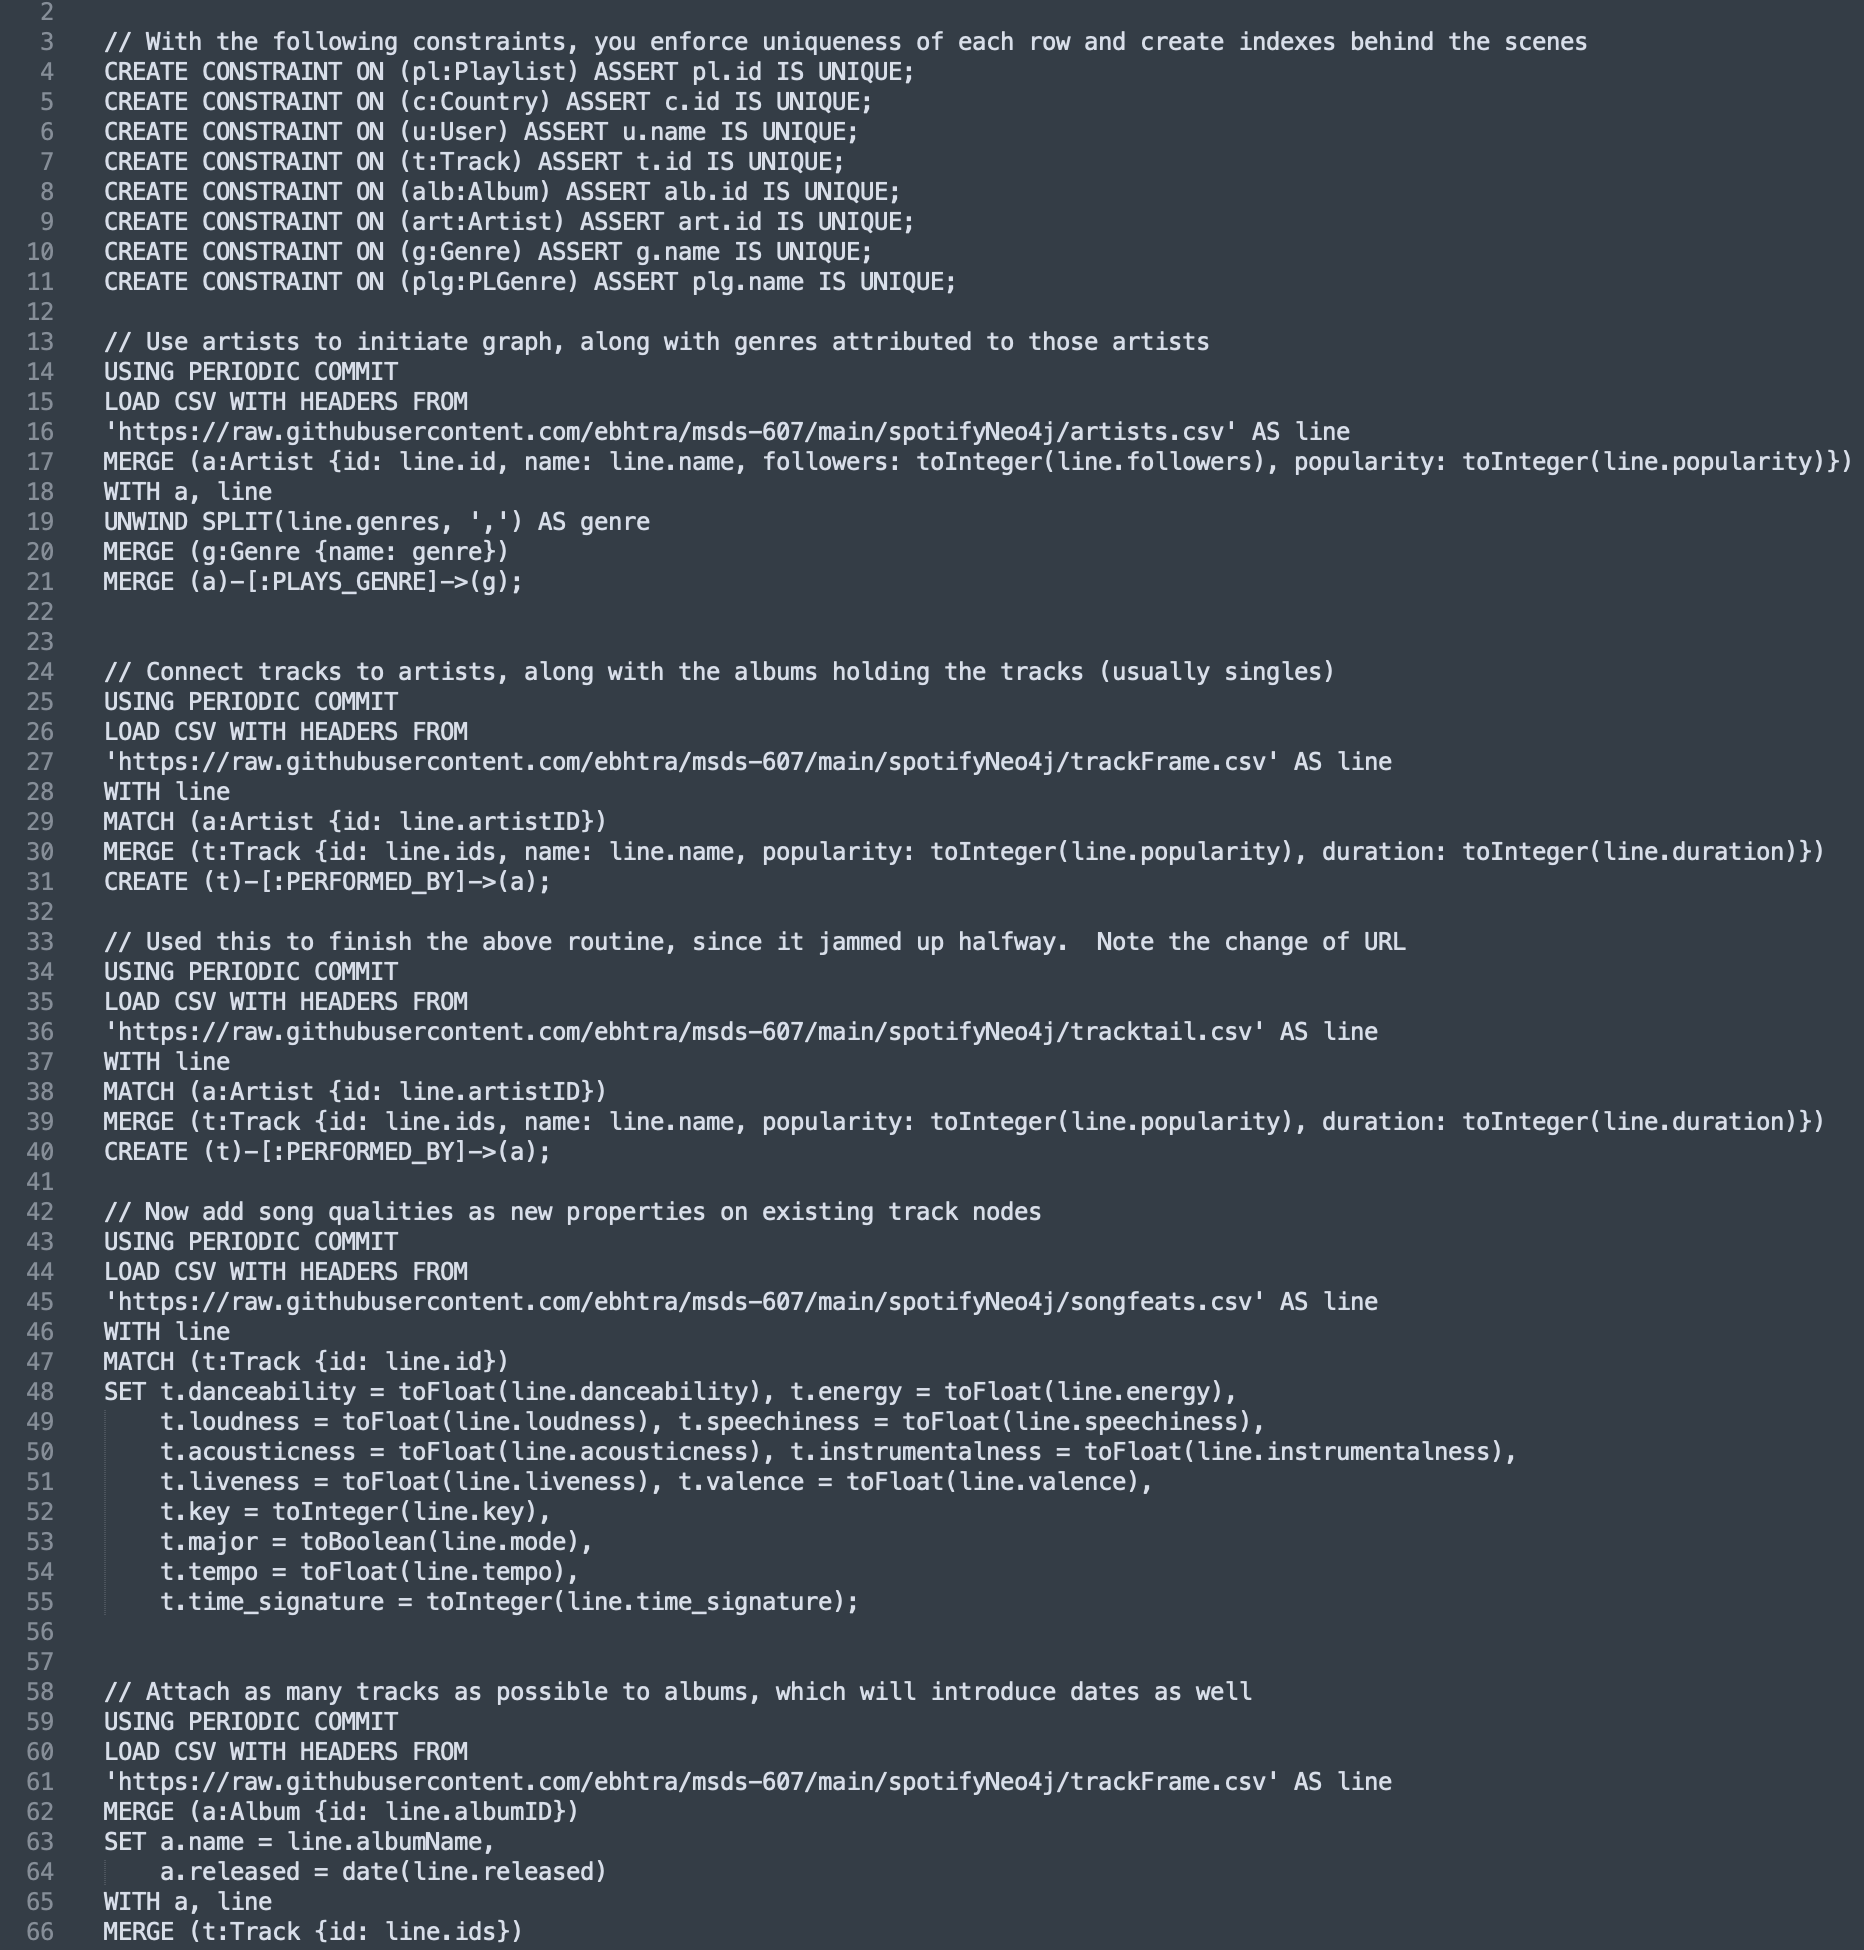 2
3 // With the following constraints, you enforce uniqueness of each row and create indexes behind the scenes
4 CREATE CONSTRAINT ON (pl:Playlist) ASSERT pl.id IS UNIQUE;
5 CREATE CONSTRAINT ON (c:Country) ASSERT c.id IS UNIQUE;
6 CREATE CONSTRAINT ON (u:User) ASSERT u.name IS UNIQUE;
7 CREATE CONSTRAINT ON (t:Track) ASSERT t.id IS UNIQUE;
8 CREATE CONSTRAINT ON (alb:Album) ASSERT alb.id IS UNIQUE;
9 CREATE CONSTRAINT ON (art:Artist) ASSERT art.id IS UNIQUE;
10 CREATE CONSTRAINT ON (g:Genre) ASSERT g.name IS UNIQUE;
11 CREATE CONSTRAINT ON (plg:PLGenre) ASSERT plg.name IS UNIQUE;
12
13 // Use artists to initiate graph, along with genres attributed to those artists
14 USING PERIODIC COMMIT
15 LOAD CSV WITH HEADERS FROM
16 'https://raw.githubusercontent.com/ebhtra/msds-607/main/spotifyNeo4j/artists.csv' AS line
17 MERGE (a:Artist {id: line.id, name: line.name, followers: toInteger(line.followers), popularity: toInteger(line.popularity)})
18 WITH a, line
19 UNWIND SPLIT(line.genres, ',') AS genre
20 MERGE (g:Genre {name: genre})
21 MERGE (a)-[:PLAYS_GENRE]->(g);
22
23
24 // Connect tracks to artists, along with the albums holding the tracks (usually singles)
25 USING PERIODIC COMMIT
26 LOAD CSV WITH HEADERS FROM
27 'https://raw.githubusercontent.com/ebhtra/msds-607/main/spotifyNeo4j/trackFrame.csv' AS line
28 WITH line
29 MATCH (a:Artist {id: line.artistID})
30 MERGE (t:Track {id: line.ids, name: line.name, popularity: toInteger(line.popularity), duration: toInteger(line.duration)})
31 CREATE (t)-[:PERFORMED_BY]->(a);
32
33 // Used this to finish the above routine, since it jammed up halfway.  Note the change of URL
34 USING PERIODIC COMMIT
35 LOAD CSV WITH HEADERS FROM
36 'https://raw.githubusercontent.com/ebhtra/msds-607/main/spotifyNeo4j/tracktail.csv' AS line
37 WITH line
38 MATCH (a:Artist {id: line.artistID})
39 MERGE (t:Track {id: line.ids, name: line.name, popularity: toInteger(line.popularity), duration: toInteger(line.duration)})
40 CREATE (t)-[:PERFORMED_BY]->(a);
41
42 // Now add song qualities as new properties on existing track nodes
43 USING PERIODIC COMMIT
44 LOAD CSV WITH HEADERS FROM
45 'https://raw.githubusercontent.com/ebhtra/msds-607/main/spotifyNeo4j/songfeats.csv' AS line
46 WITH line
47 MATCH (t:Track {id: line.id})
48 SET t.danceability = toFloat(line.danceability), t.energy = toFloat(line.energy),
49     t.loudness = toFloat(line.loudness), t.speechiness = toFloat(line.speechiness),
50     t.acousticness = toFloat(line.acousticness), t.instrumentalness = toFloat(line.instrumentalness),
51     t.liveness = toFloat(line.liveness), t.valence = toFloat(line.valence),
52     t.key = toInteger(line.key),
53     t.major = toBoolean(line.mode),
54     t.tempo = toFloat(line.tempo),
55     t.time_signature = toInteger(line.time_signature);
56
57
58 // Attach as many tracks as possible to albums, which will introduce dates as well
59 USING PERIODIC COMMIT
60 LOAD CSV WITH HEADERS FROM
61 'https://raw.githubusercontent.com/ebhtra/msds-607/main/spotifyNeo4j/trackFrame.csv' AS line
62 MERGE (a:Album {id: line.albumID})
63 SET a.name = line.albumName,
64     a.released = date(line.released)
65 WITH a, line
66 MERGE (t:Track {id: line.ids})